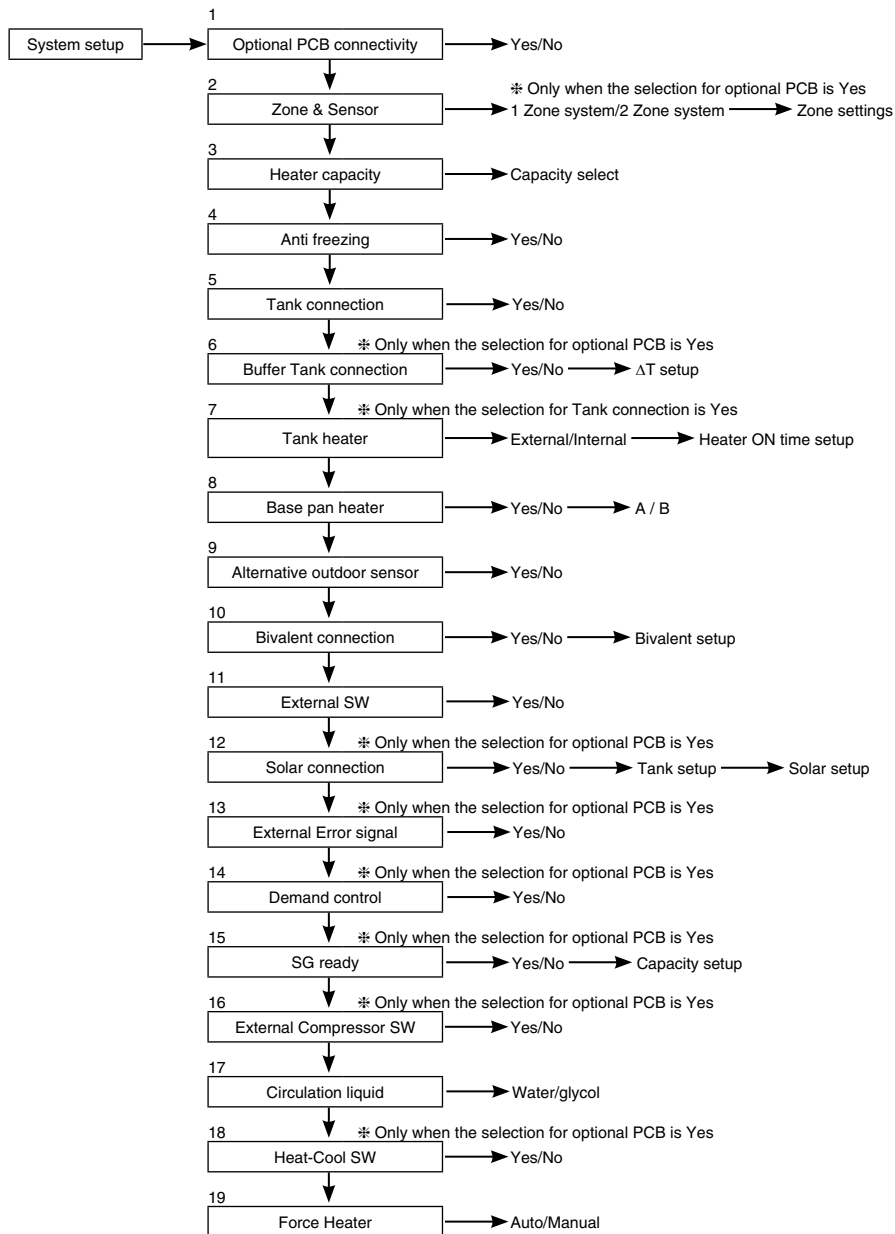 1
System setup Optional PCB connectivity Yes/No
2 ⁜ Only when the selection for optional PCB is Yes
Zone & Sensor 1 Zone system/2 Zone system Zone settings
3
Heater capacity Capacity select
4
Anti freezing Yes/No
5
Tank connection Yes/No
6 ⁜ Only when the selection for optional PCB is Yes
Buffer Tank connection Yes/No ΔT setup
7 ⁜ Only when the selection for Tank connection is Yes
Tank heater External/Internal Heater ON time setup
8
Base pan heater Yes/No A / B
9
Alternative outdoor sensor Yes/No
10
Bivalent connection Yes/No Bivalent setup
11
External SW Yes/No
12 ⁜ Only when the selection for optional PCB is Yes
Solar connection Yes/No Tank setup Solar setup
13 ⁜ Only when the selection for optional PCB is Yes
External Error signal Yes/No
14 ⁜ Only when the selection for optional PCB is Yes
Demand control Yes/No
15 ⁜ Only when the selection for optional PCB is Yes
SG ready Yes/No Capacity setup
16 ⁜ Only when the selection for optional PCB is Yes
External Compressor SW Yes/No
17
Circulation liquid Water/glycol
18 ⁜ Only when the selection for optional PCB is Yes
Heat-Cool SW Yes/No
19
Force Heater Auto/Manual